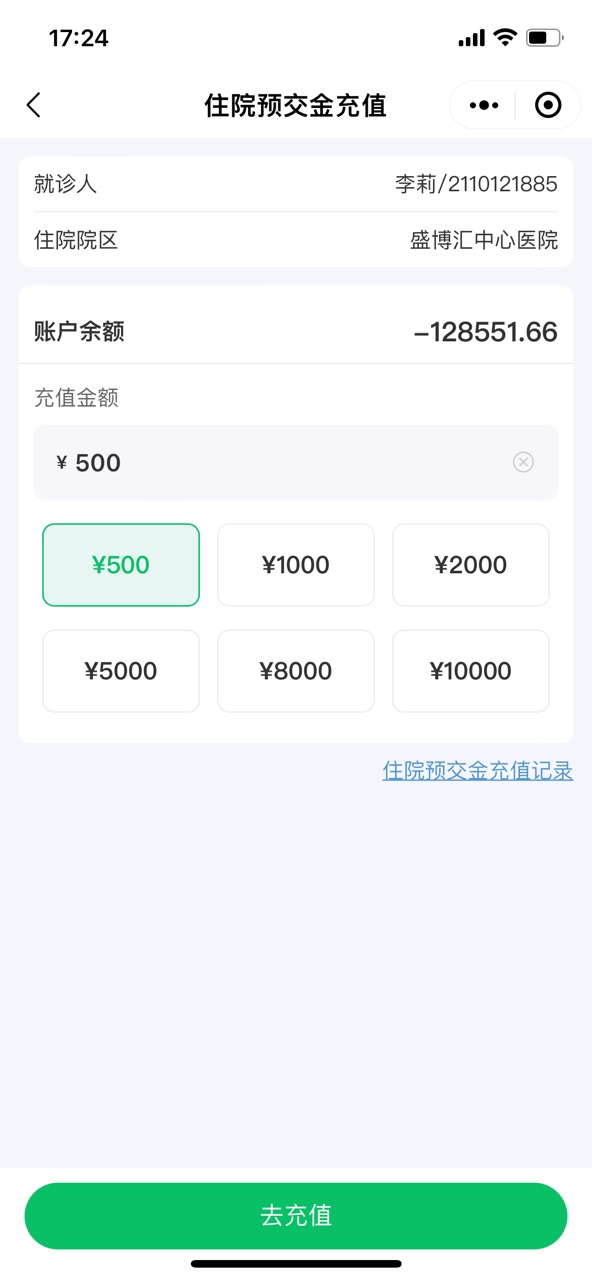 17:24
住院预交金充值
就诊人 李莉/2110121885
住院院区 盛博汇中心医院
账户余额 –128551.66
充值金额
¥ 500
¥500 ¥1000 ¥2000
¥5000 ¥8000 ¥10000
住院预交金充值记录
去充值